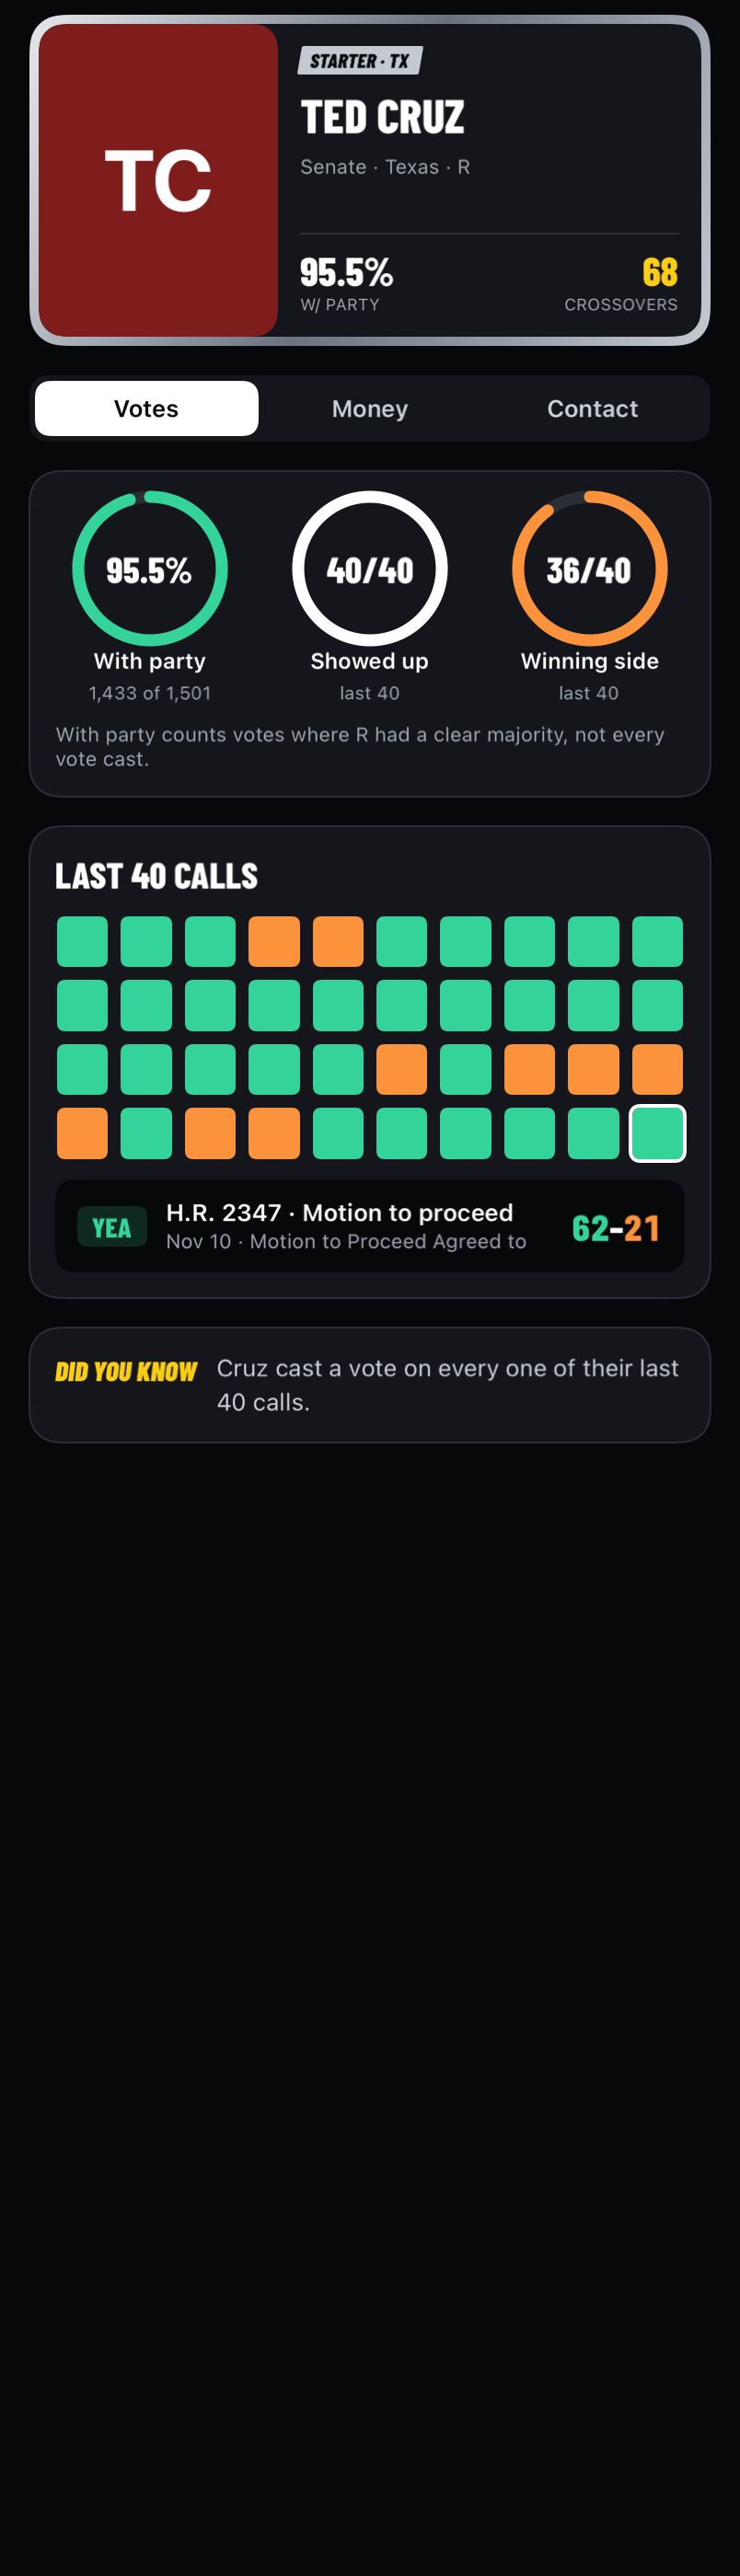 TC
STARTER · TX
TED CRUZ
Senate · Texas · R
95.5% 68
W/ PARTY CROSSOVERS
Votes Money Contact
95.5% 40/40 36/40
With party Showed up Winning side
1,433 of 1,501 last 40 last 40
With party counts votes where R had a clear majority, not every
vote cast.
LAST 40 CALLS
YEA H.R. 2347 · Motion to proceed 62–21
Nov 10 · Motion to Proceed Agreed to
DID YOU KNOW Cruz cast a vote on every one of their last
40 calls.